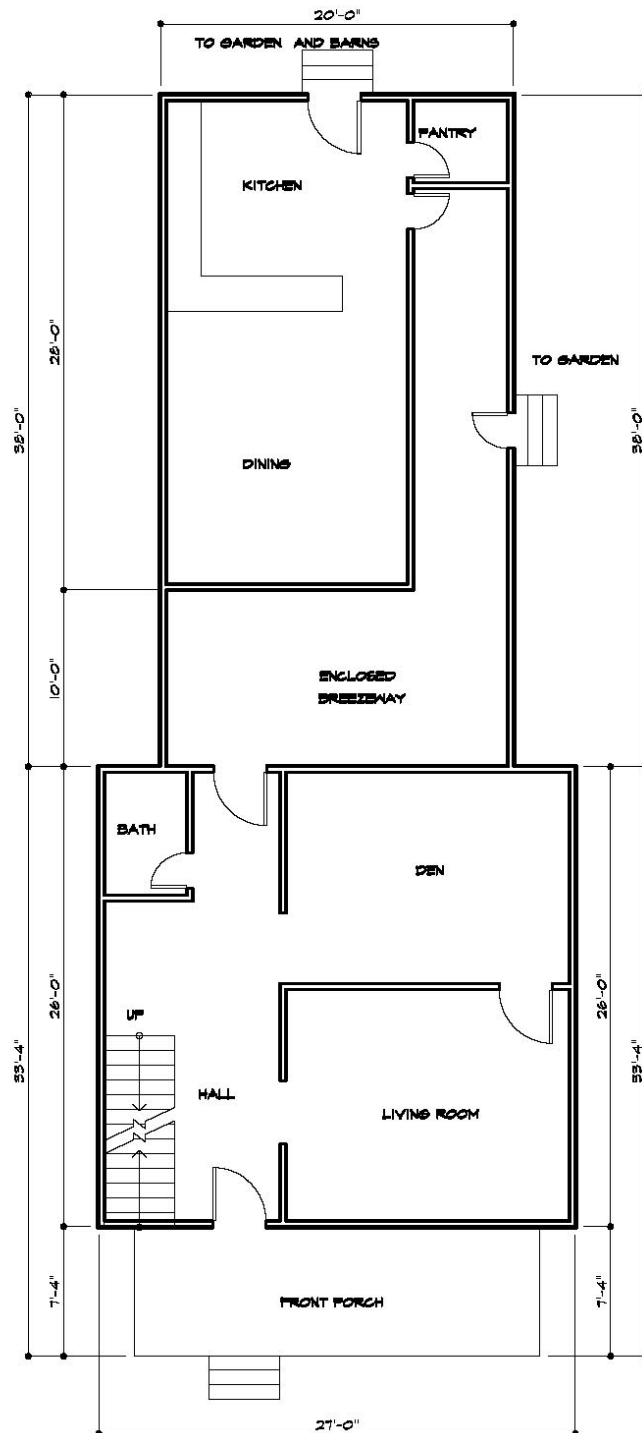 20'-0"
TO GARDEN AND BARNS
PANTRY
KITCHEN
28'-0"
TO GARDEN
38'-0"
38'-0"
DINING
ENCLOSED
BREEZEWAY
10'-0"
BATH
DEN
UP
26'-0"
26'-0"
33'-4"
33'-4"
HALL
LIVING ROOM
7'-4"
FRONT PORCH
7'-4"
27'-0"